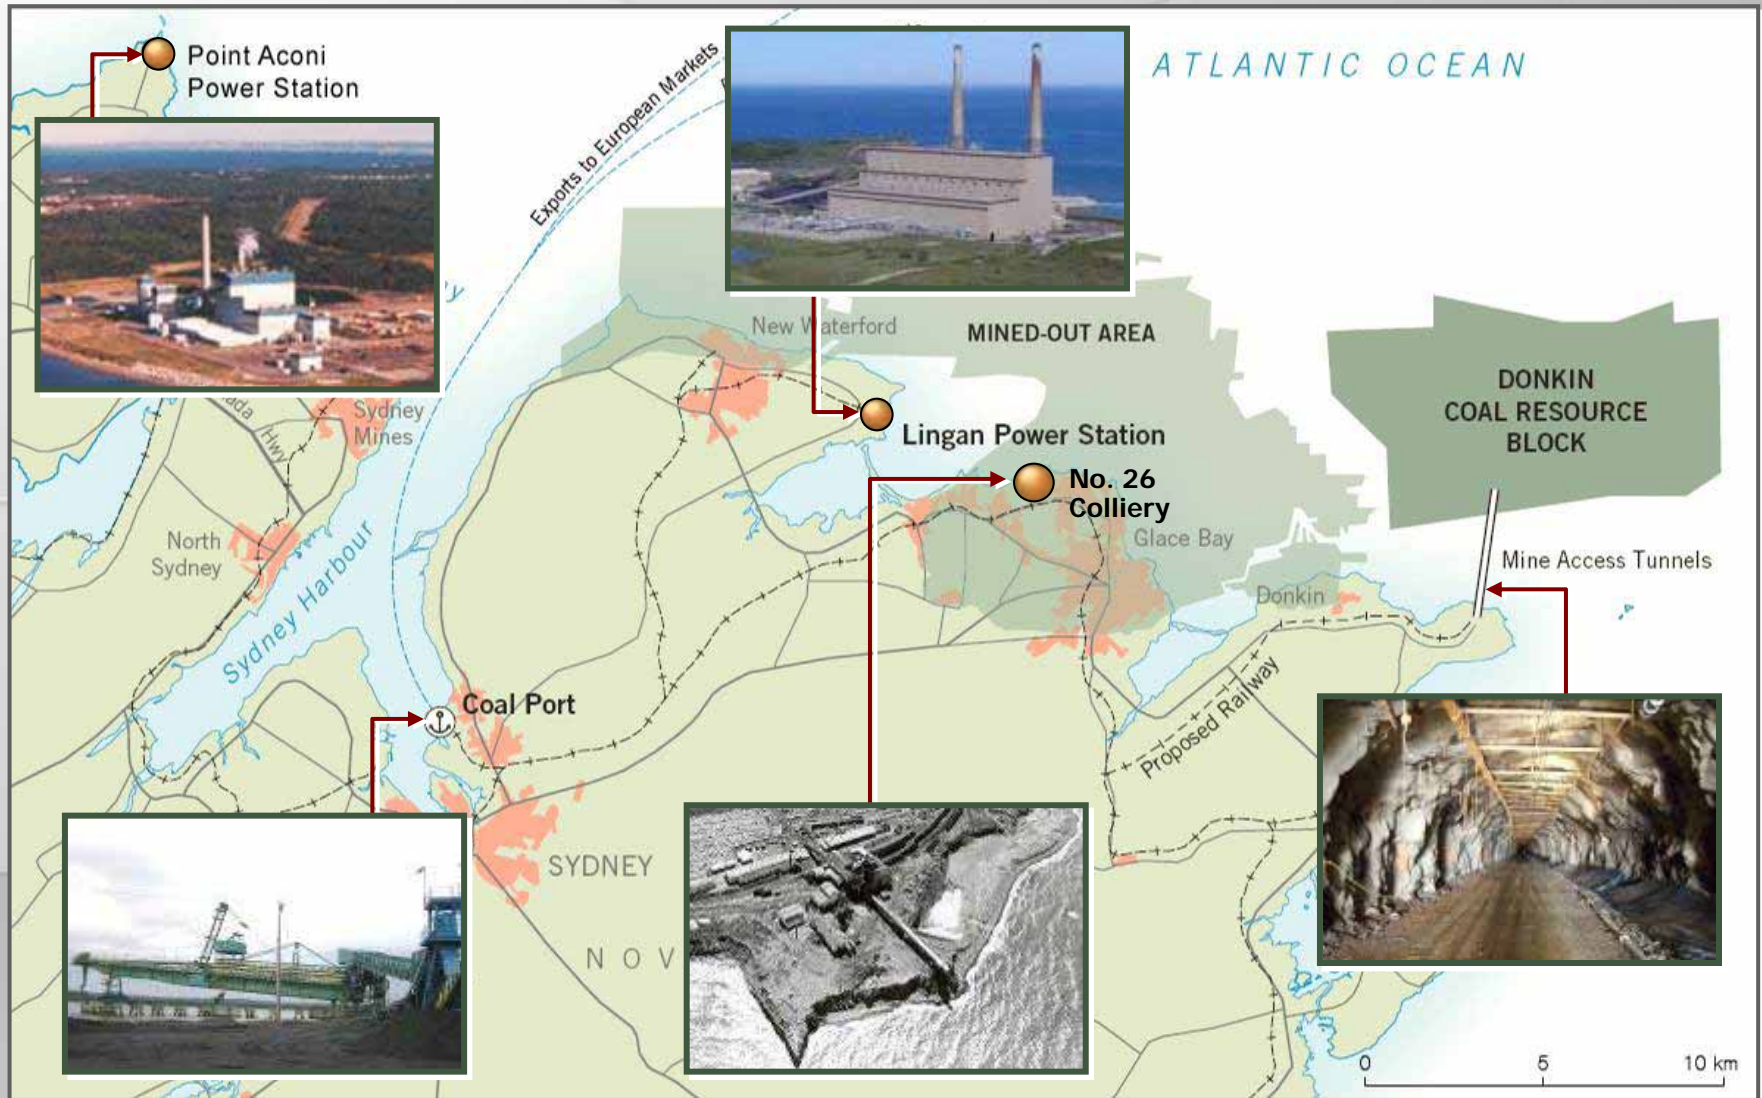 Point Aconi
Power Station
Exports to European Markets
ATLANTIC OCEAN
New Waterford
MINED-OUT AREA
DONKIN
COAL RESOURCE
BLOCK
Sydney
Mines
Hwy
Lingan Power Station
No. 26
Colliery
Glace Bay
North
Sydney
Sydney Harbour
Mine Access Tunnels
Donkin
Coal Port
Proposed Railway
SYDNEY
NOV
0 5 10 km